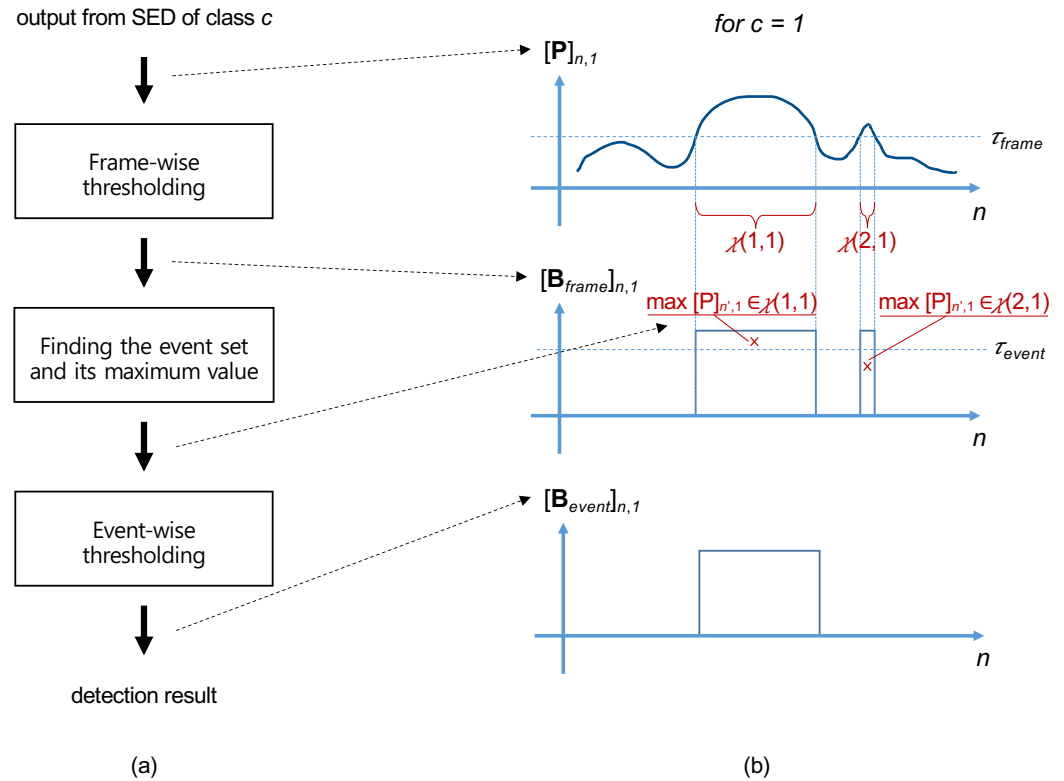 output from SED of class c
Frame-wise
thresholding
Finding the event set
and its maximum value
Event-wise
thresholding
detection result
(a)
for c = 1
[P]n,1
τframe
n
χ(1,1)
χ(2,1)
[Bframe]n,1
max [P]n',1 ∈ χ(1,1)
max [P]n',1 ∈ χ(2,1)
τevent
n
[Bevent]n,1
n
(b)